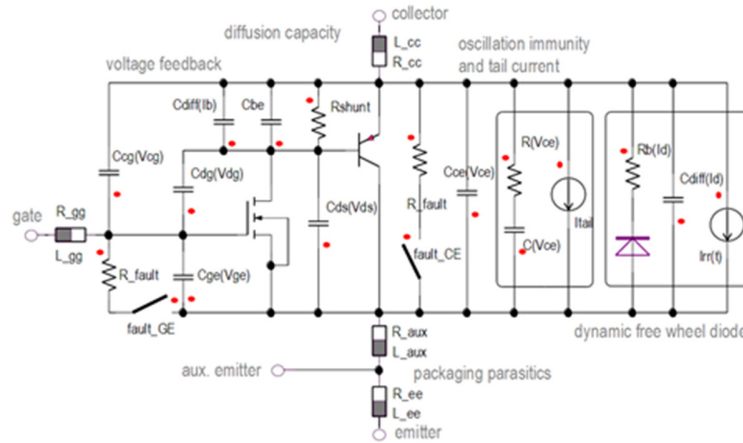 collector
diffusion capacity
L_cc
R_cc
oscillation immunity
and tail current
voltage feedback
Cdiff(Ib)
Cbe
Rshunt
R(Vce)
Rb(Id)
Cdiff(Id)
Ccg(Vcg)
Cdg(Vdg)
Cce(Vce)
R_gg
gate
L_gg
Cds(Vds)
R_fault
Itail
R_fault
Cge(Vge)
fault_CE
C(Vce)
Irr(t)
fault_GE
R_aux
L_aux
dynamic free wheel diode
aux. emitter
packaging parasitics
R_ee
L_ee
emitter